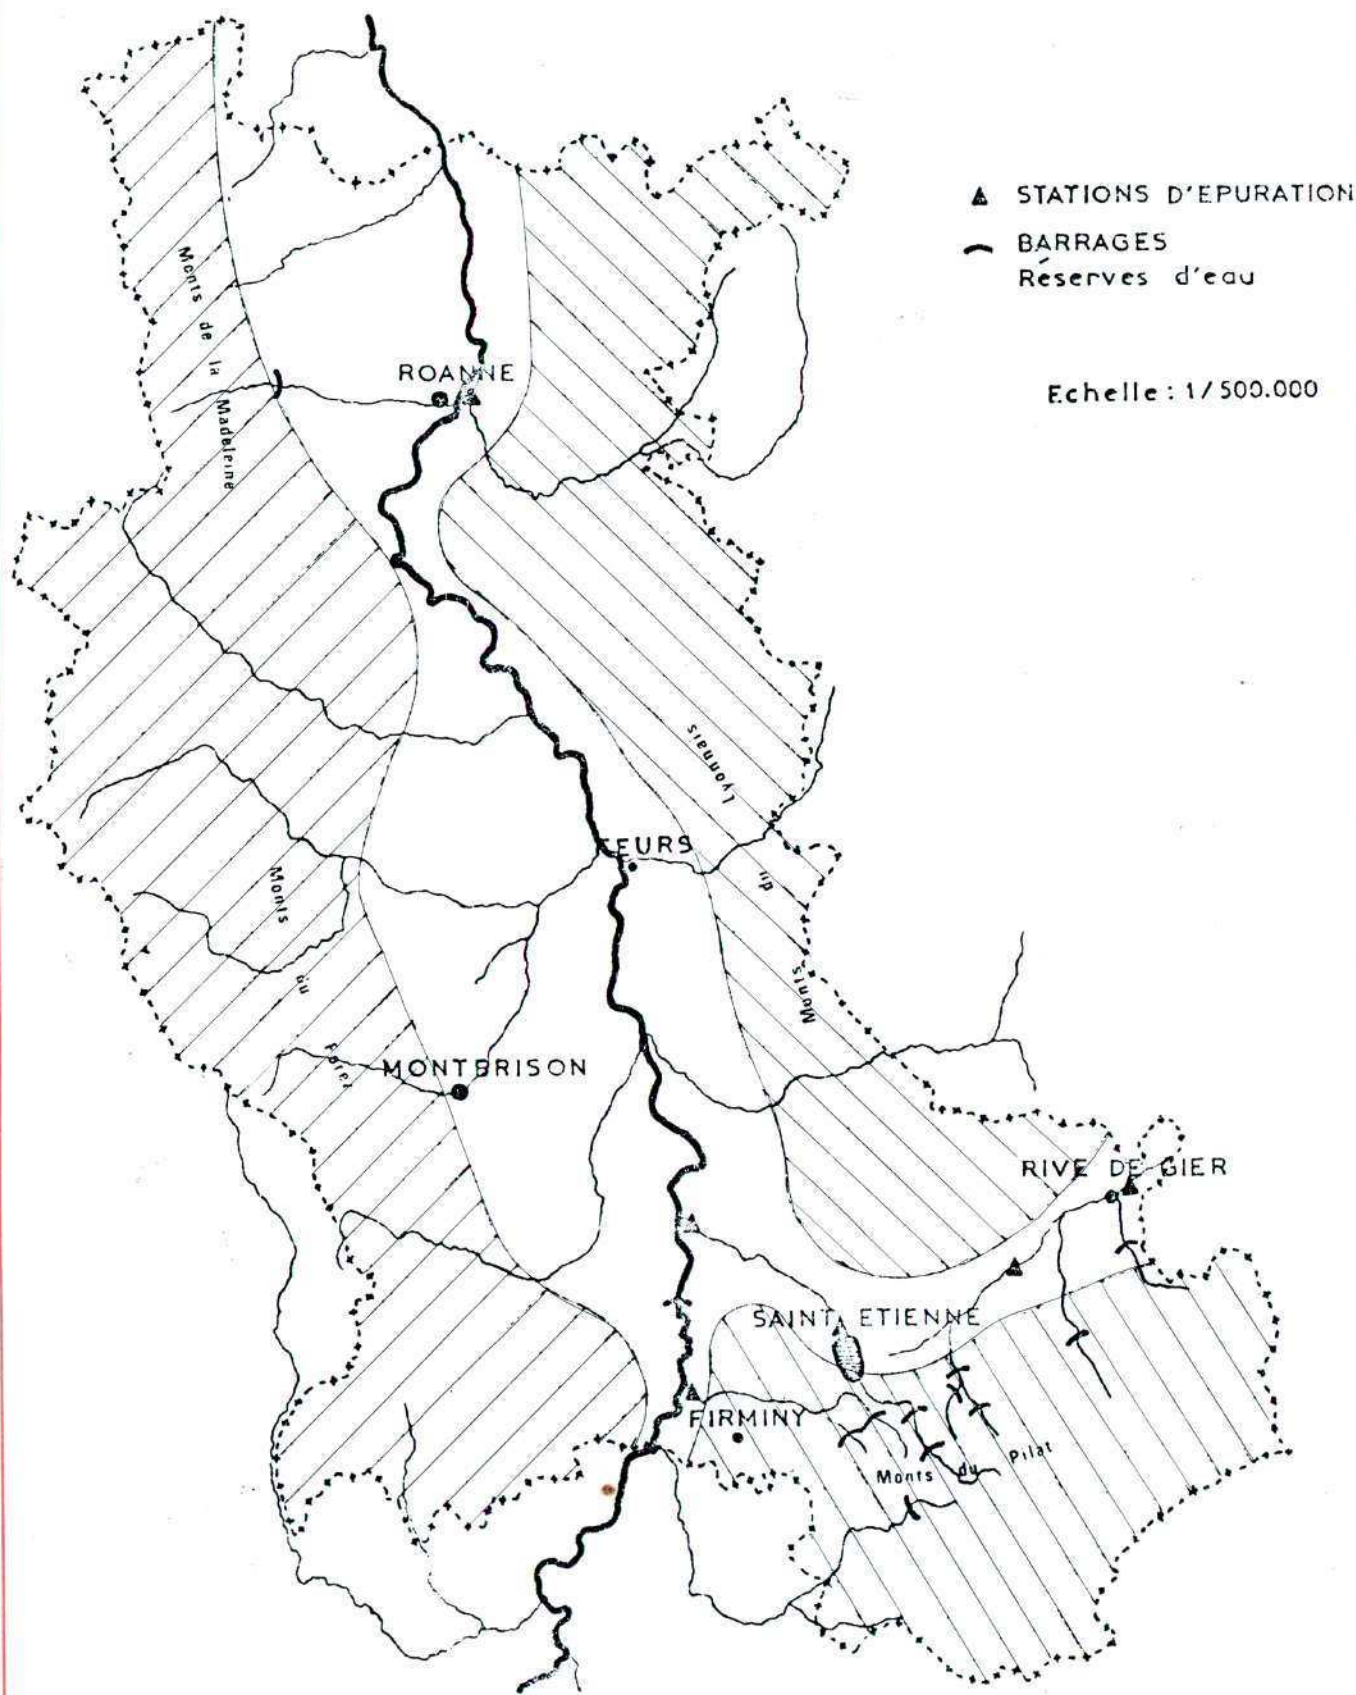 STATIONS D'EPURATION
BARRAGES
Réserves d'eau
Echelle : 1/500.000
Monts de la Madeleine
ROANNE
Lyonnais
du
Monts
FEURS
Monts
du
Forez
MONTBRISON
RIVE DE GIER
SAINT ETIENNE
FIRMINY
Monts du Pilat